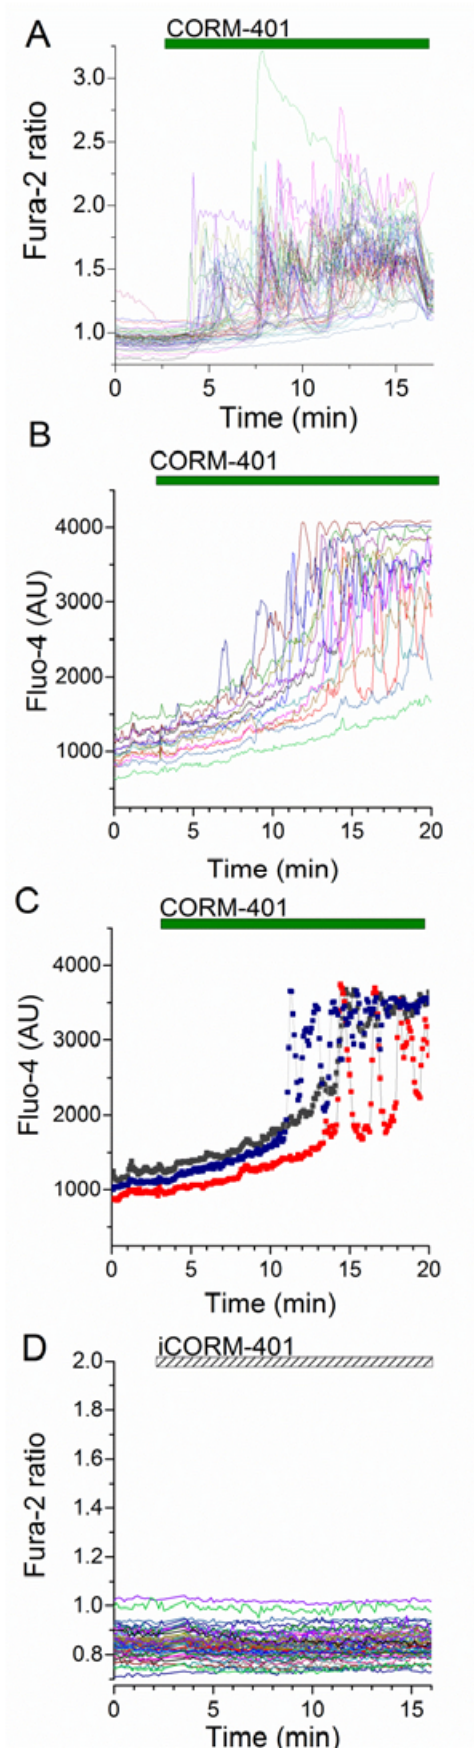 A
CORM-401
Fura-2 ratio
3.0
2.5
2.0
1.5
1.0
0 5 10 15
Time (min)
B
CORM-401
Fluo-4 (AU)
4000
3000
2000
1000
0 5 10 15 20
Time (min)
C
CORM-401
Fluo-4 (AU)
4000
3000
2000
1000
0 5 10 15 20
Time (min)
D
iCORM-401
Fura-2 ratio
2.0
1.8
1.6
1.4
1.2
1.0
0.8
0 5 10 15
Time (min)